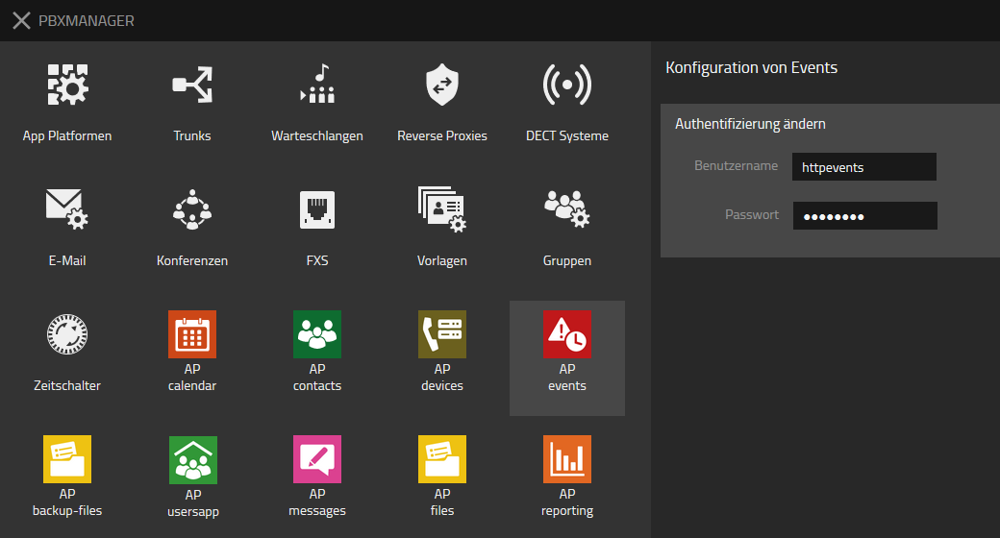 PBXMANAGER
App Platformen
Trunks
Warteschlangen
Reverse Proxies
DECT Systeme
E-Mail
Konferenzen
FXS
Vorlagen
Gruppen
Zeitschalter
AP
calendar
AP
contacts
AP
devices
AP
events
AP
backup-files
AP
usersapp
AP
messages
AP
files
AP
reporting
Konfiguration von Events
Authentifizierung ändern
Benutzername httpevents
Passwort ●●●●●●●●